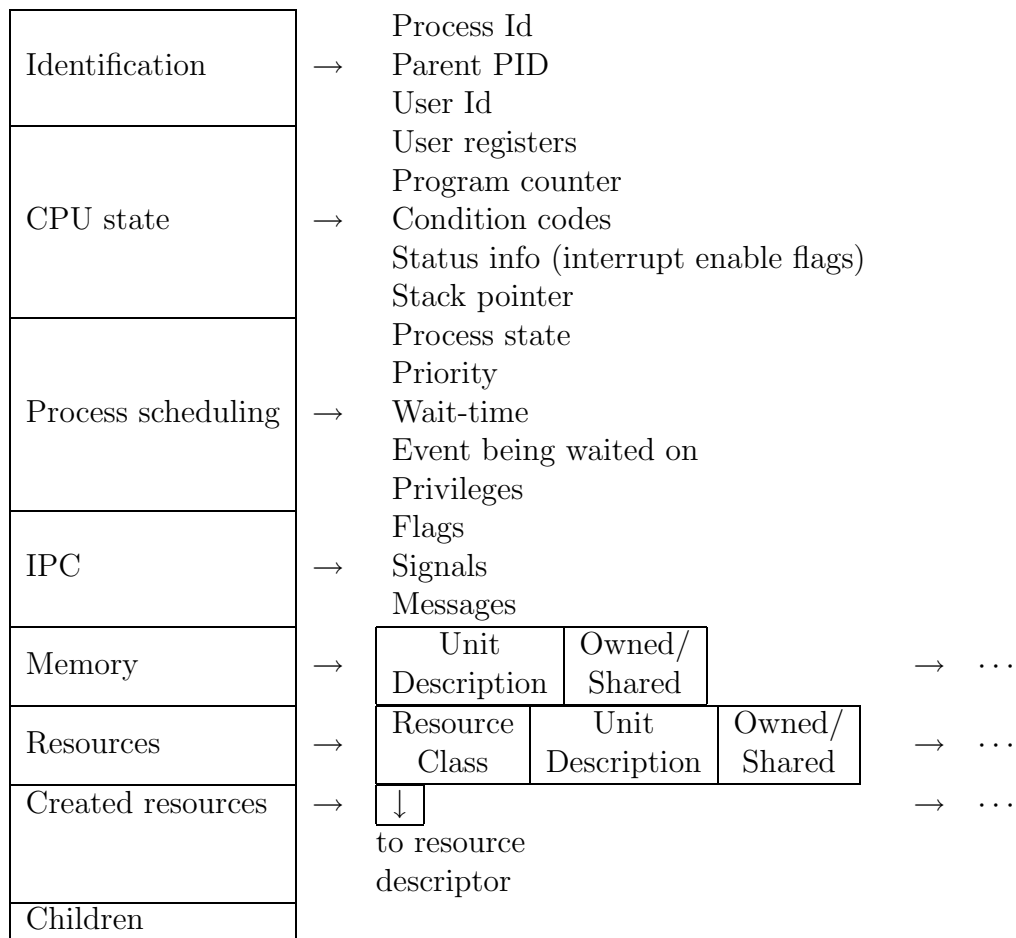 Process Id
Identification → Parent PID
User Id
User registers
Program counter
CPU state → Condition codes
Status info (interrupt enable flags)
Stack pointer
Process state
Priority
Process scheduling → Wait-time
Event being waited on
Privileges
Flags
IPC → Signals
Messages
Unit Owned/
Memory → → ...
Description Shared
Resource Unit Owned/
Resources → → ...
Class Description Shared
Created resources → ↓ → ...
to resource
descriptor
Children